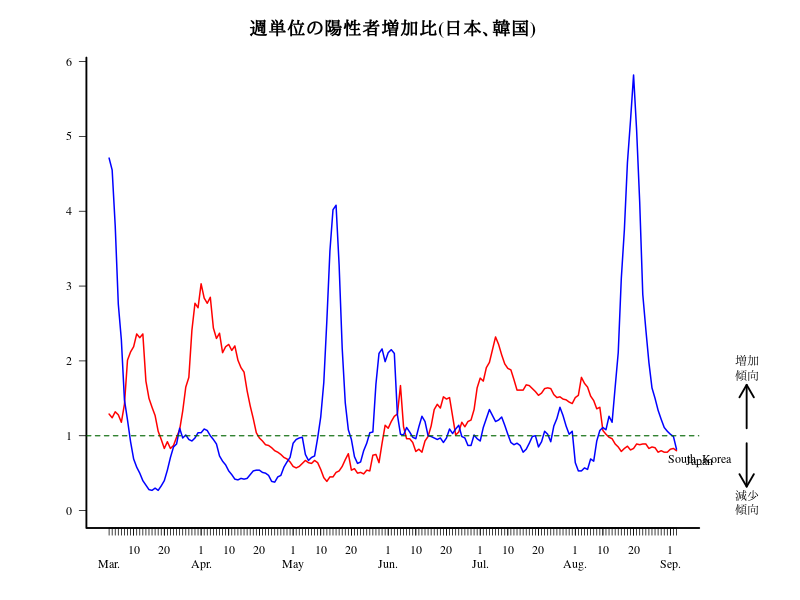 週単位の陽性者増加比(日本、韓国)
6
5
4
3
2
1
0
増加
傾向
South Korea
Japan
減少
傾向
10 20 1 10 20 1 10 20 1 10 20 1 10 20 1 10 20 1
Mar. Apr. May Jun. Jul. Aug. Sep.